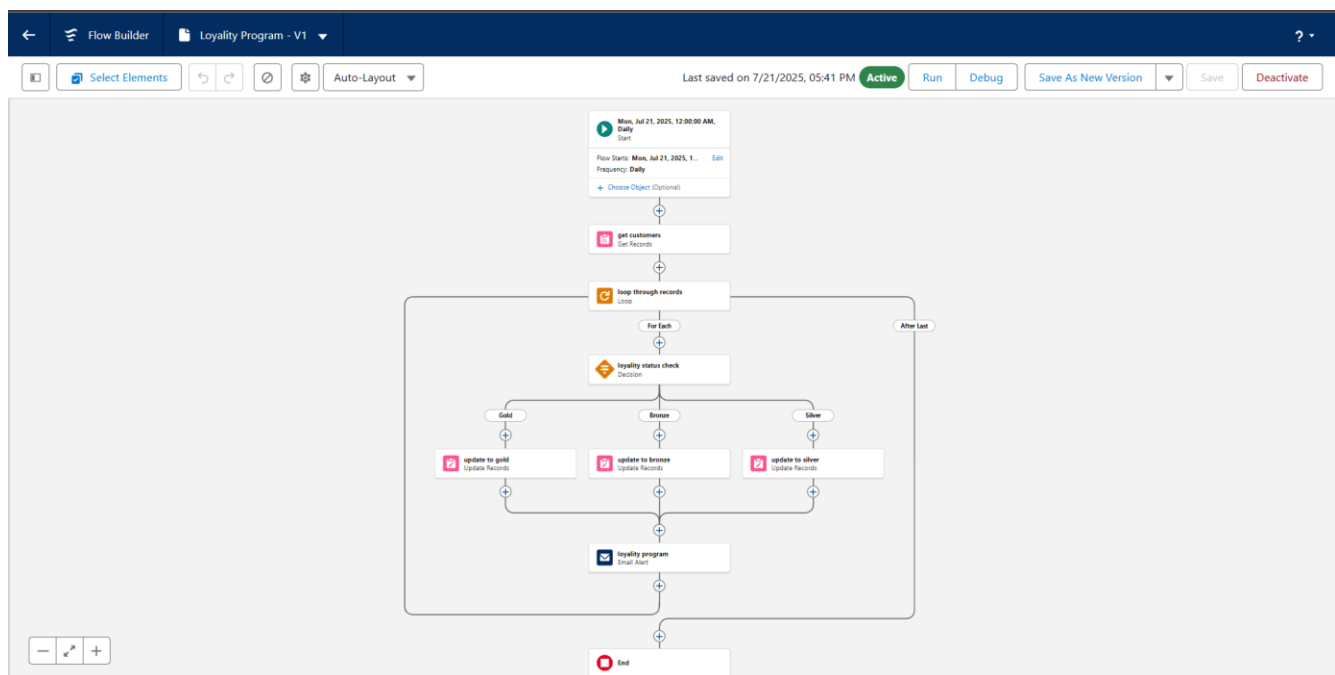 Flow Builder
Loyality Program - V1
?
Select Elements
Auto-Layout
Last saved on 7/21/2025, 05:41 PM
Active
Run
Debug
Save As New Version
Save
Deactivate
Mon, Jul 21, 2025, 12:00:00 AM,
Daily
Start
Flow Starts: Mon, Jul 21, 2025, 1...
Edit
Frequency: Daily
+ Choose Object (Optional)
get customers
Get Records
loop through records
Loop
For Each
After Last
loyality status check
Decision
Gold
Bronze
Silver
update to gold
Update Records
update to bronze
Update Records
update to silver
Update Records
loyality program
Email Alert
End